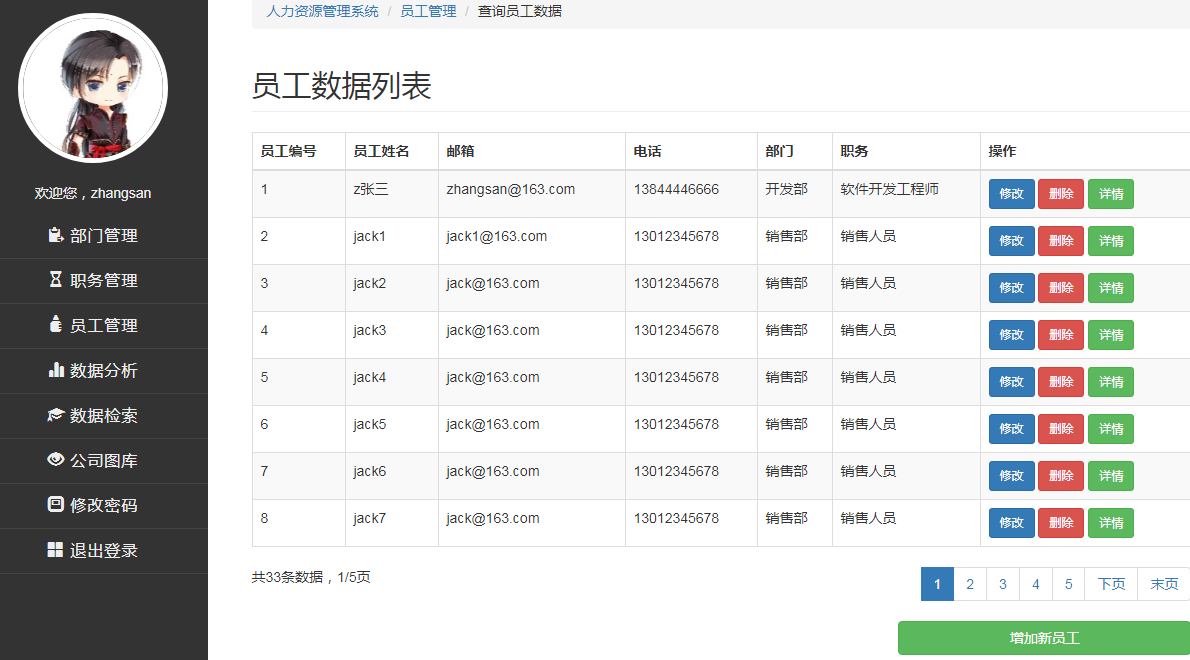 人力资源管理系统 / 员工管理 / 查询员工数据
欢迎您，zhangsan
部门管理
职务管理
员工管理
数据分析
数据检索
公司图库
修改密码
退出登录
员工数据列表
员工编号 员工姓名 邮箱 电话 部门 职务 操作
1 z张三 zhangsan@163.com 13844446666 开发部 软件开发工程师 修改 删除 详情
2 jack1 jack1@163.com 13012345678 销售部 销售人员 修改 删除 详情
3 jack2 jack@163.com 13012345678 销售部 销售人员 修改 删除 详情
4 jack3 jack@163.com 13012345678 销售部 销售人员 修改 删除 详情
5 jack4 jack@163.com 13012345678 销售部 销售人员 修改 删除 详情
6 jack5 jack@163.com 13012345678 销售部 销售人员 修改 删除 详情
7 jack6 jack@163.com 13012345678 销售部 销售人员 修改 删除 详情
8 jack7 jack@163.com 13012345678 销售部 销售人员 修改 删除 详情
共33条数据，1/5页 1 2 3 4 5 下页 末页
增加新员工